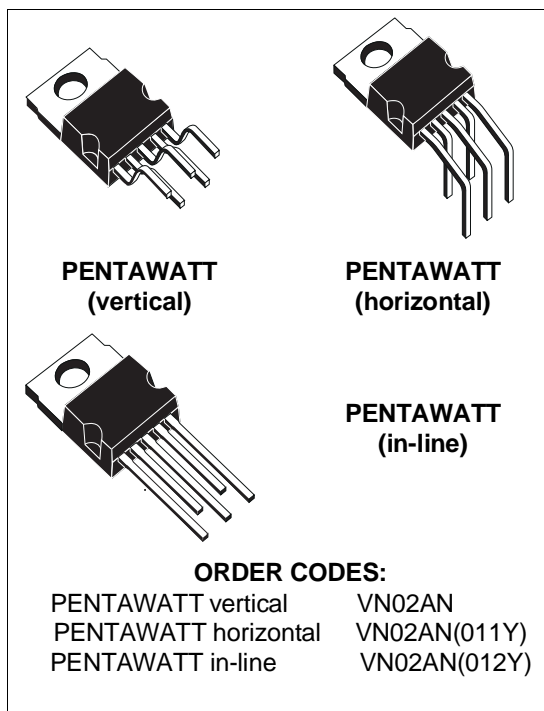 PENTAWATT
(vertical)
PENTAWATT
(horizontal)
PENTAWATT
(in-line)
ORDER CODES:
PENTAWATT vertical VN02AN
PENTAWATT horizontal VN02AN(011Y)
PENTAWATT in-line VN02AN(012Y)